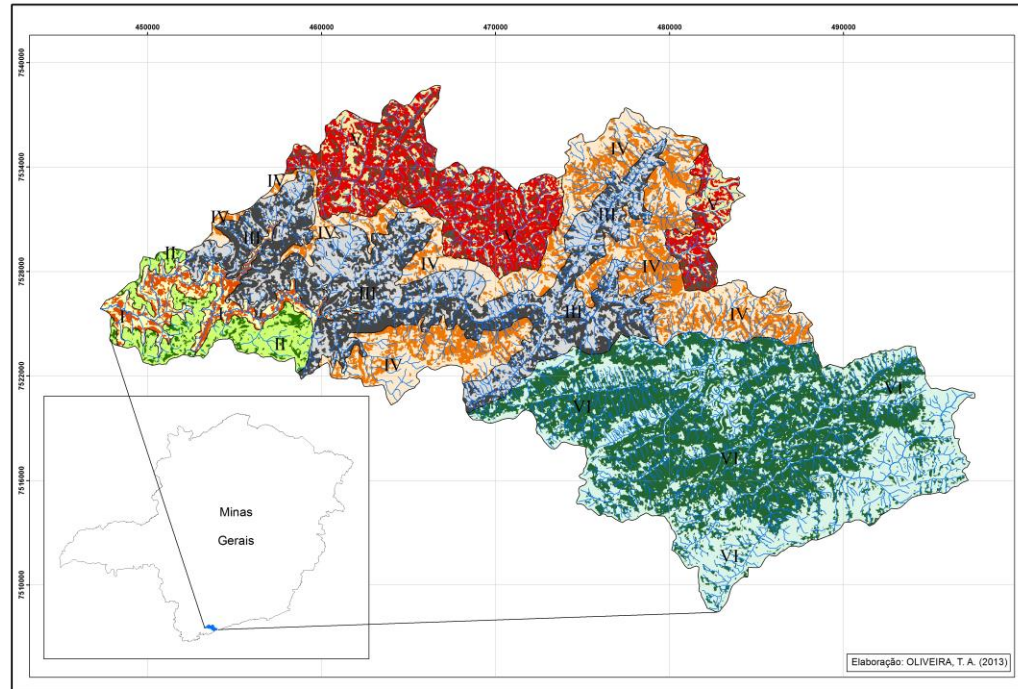 450000 460000 470000 480000 490000
7540000
7534000
7528000
7522000
7516000
7510000
V
IV
IV
IV
III
V
IV
III
IV
V
II
III
IV
V
IV
I
I
III
III
IV
II
IV
VI
VI
VI
VI
Minas
Gerais
Elaboração: OLIVEIRA, T. A. (2013)